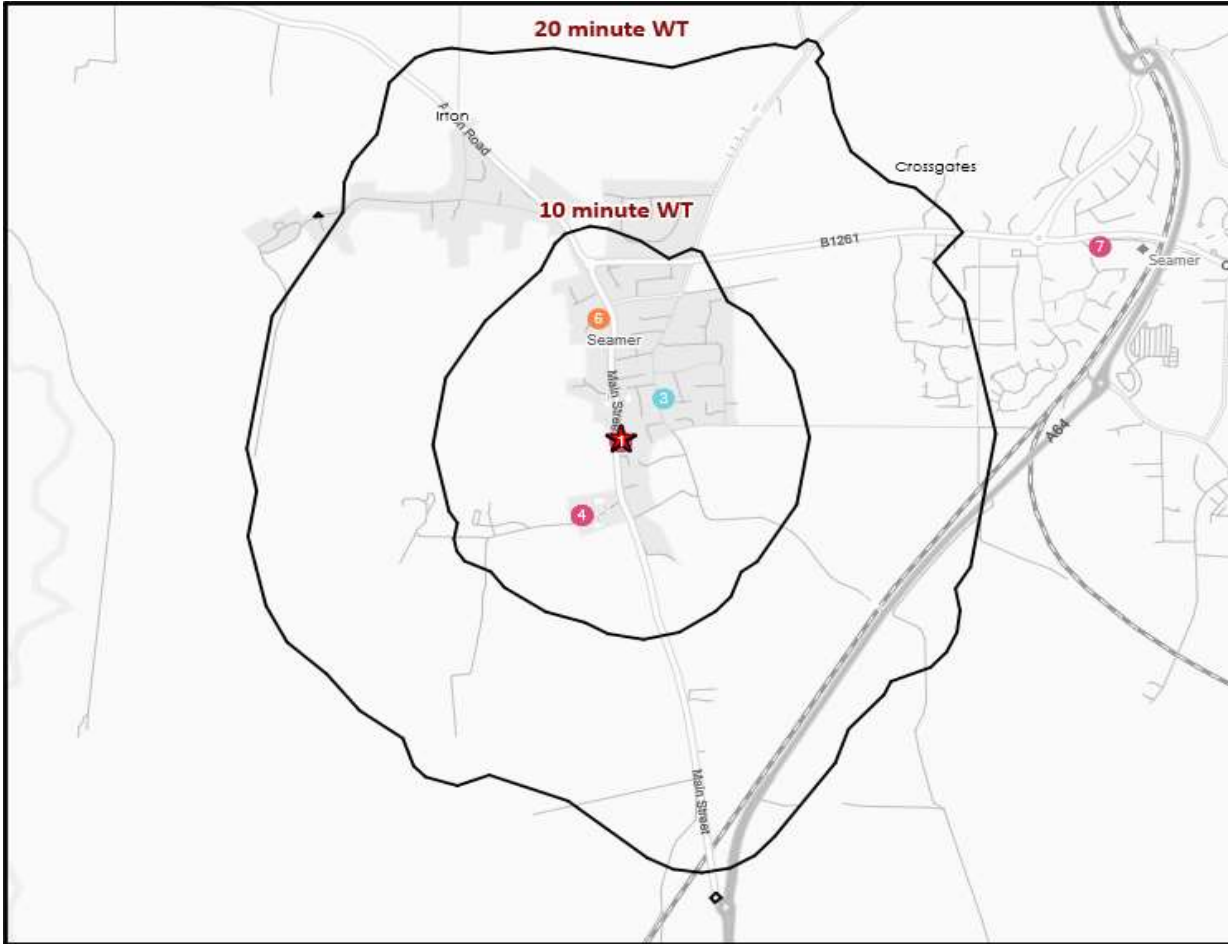 20 minute WT
Irton
Road
Crossgates
10 minute WT
B1261
7
Seamer
6
Seamer
Main Street
3
1
A64
4
Main Street